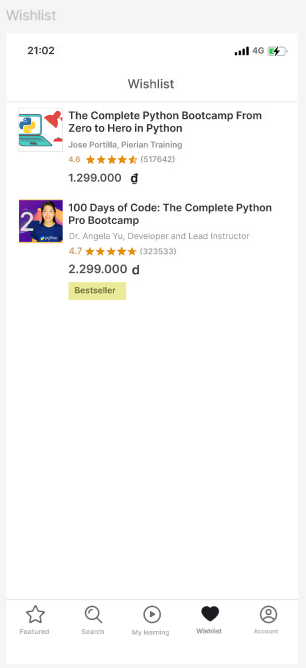 Wishlist
21:02
4G
Wishlist
The Complete Python Bootcamp From
Zero to Hero in Python
Jose Portilla, Pierian Training
4.6 (517642)
1.299.000 ₫
2
python
100 Days of Code: The Complete Python
Pro Bootcamp
Dr. Angela Yu, Developer and Lead Instructor
4.7 (323533)
2.299.000 d
Bestseller
Featured
Search
My learning
Wishlist
Account